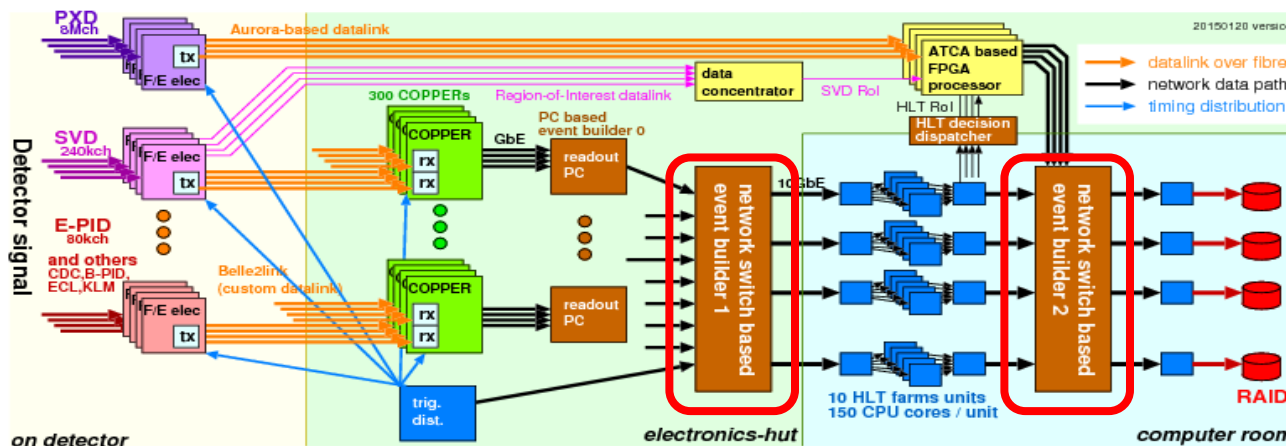 PXD
8Mch
tx
F/E elec
Aurora-based datalink
20150120 version
ATCA based
FPGA
processor
datalink over fibre
network data path
timing distribution
data
concentrator
SVD RoI
HLT RoI
HLT decision
dispatcher
Region-of-Interest datalink
300 COPPERs
PC based
event builder 0
SVD
240kch
F/E elec
tx
COPPER
rx
rx
GbE
readout
PC
network switch based
event builder 1
10GbE
network switch based
event builder 2
Detector signal
E-PID
80kch
and others
CDC, B-PID,
ECL, KLM
F/E elec
tx
Belle2link
(custom datalink)
COPPER
rx
rx
readout
PC
trig.
dist.
10 HLT farms units
150 CPU cores / unit
RAID
on detector
electronics-hut
computer room